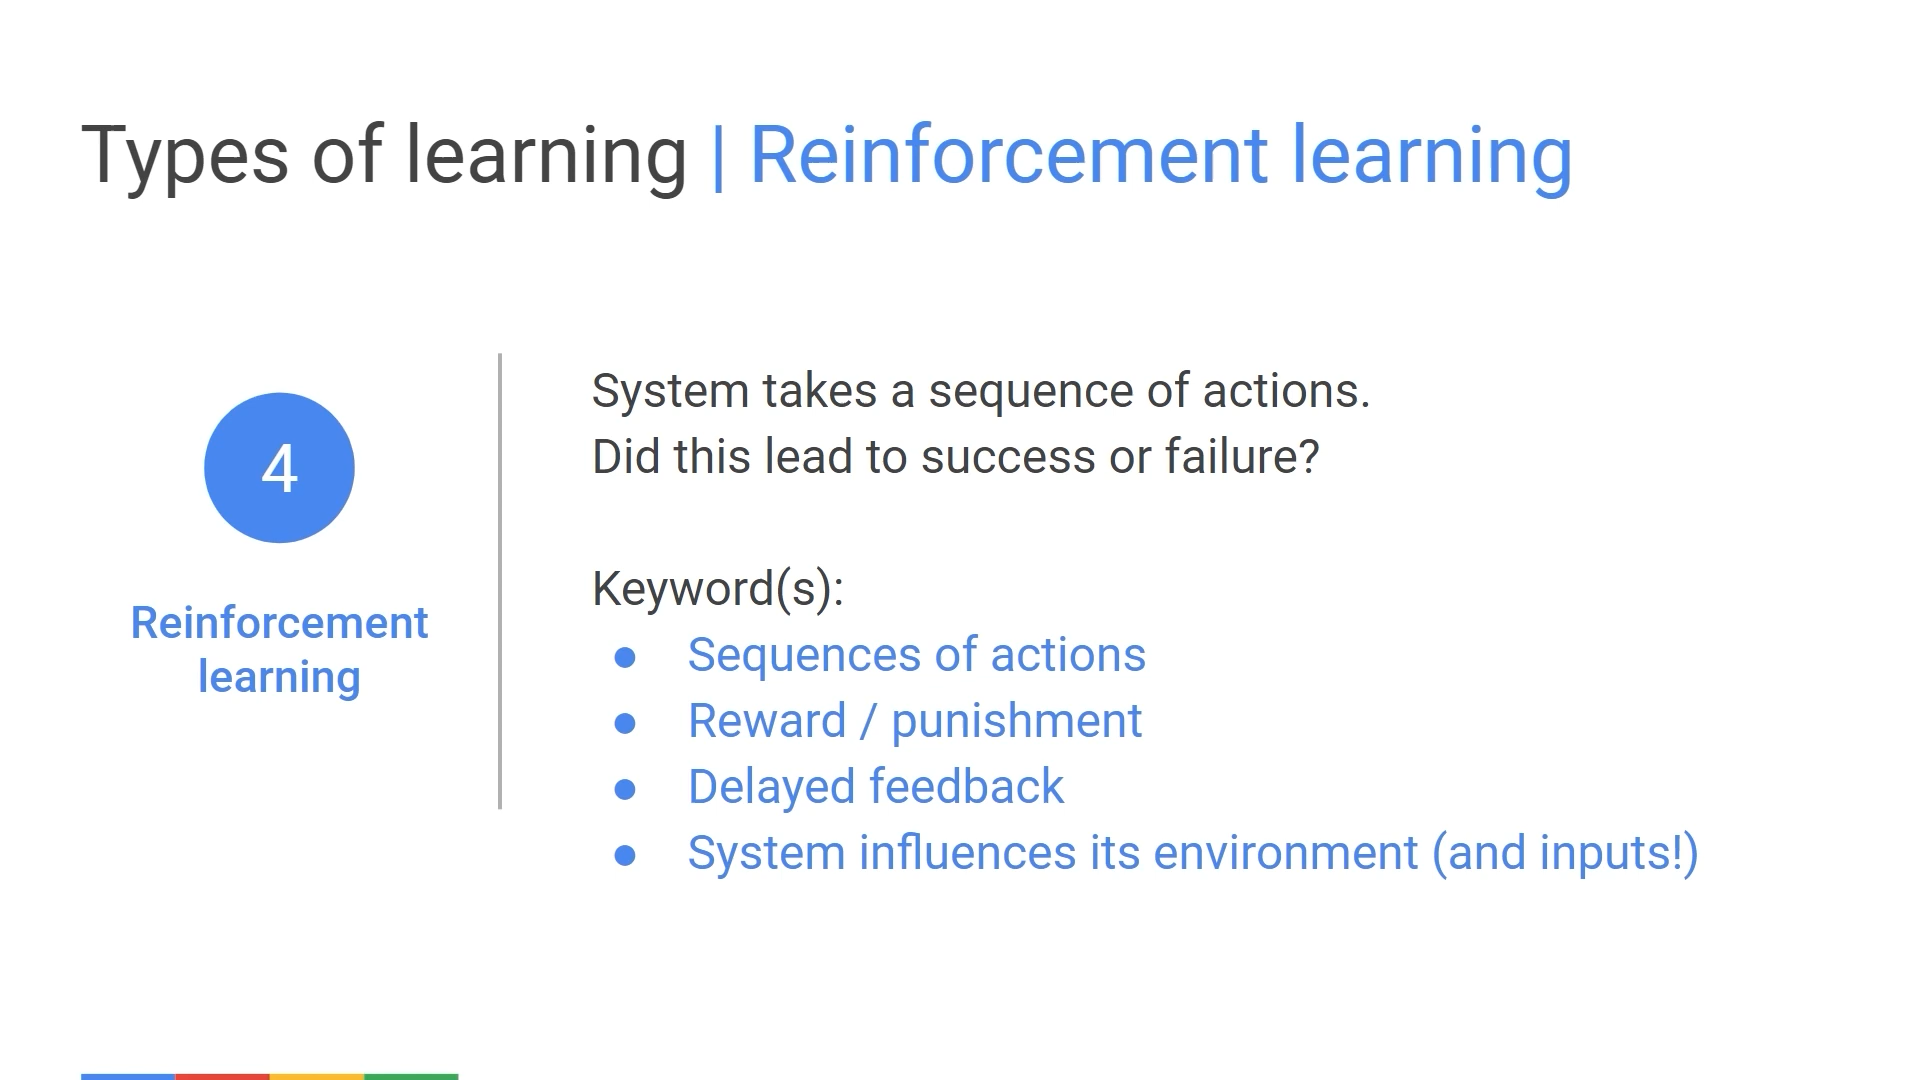 Types of learning | Reinforcement learning
4
Reinforcement
learning
System takes a sequence of actions.
Did this lead to success or failure?
Keyword(s):
● Sequences of actions
● Reward / punishment
● Delayed feedback
● System influences its environment (and inputs!)